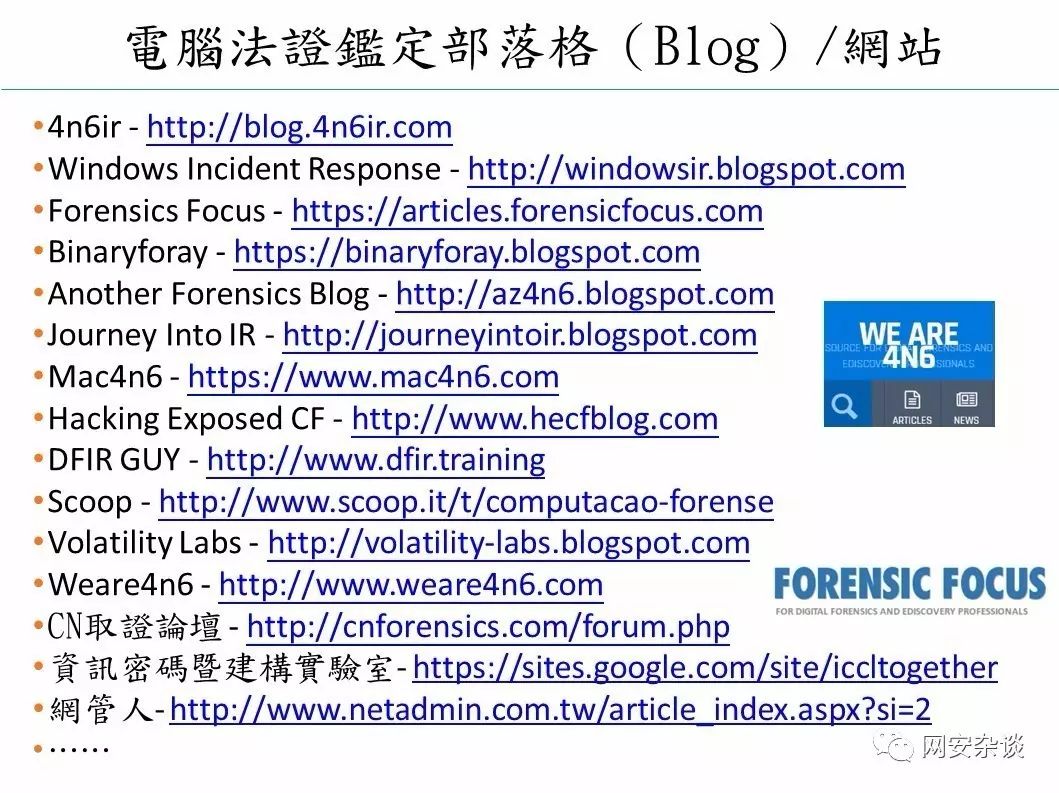 電腦法證鑑定部落格（Blog）/網站
•4n6ir - http://blog.4n6ir.com
•Windows Incident Response - http://windowsir.blogspot.com
•Forensics Focus - https://articles.forensicfocus.com
•Binaryforay - https://binaryforay.blogspot.com
•Another Forensics Blog - http://az4n6.blogspot.com
•Journey Into IR - http://journeyintoir.blogspot.com
•Mac4n6 - https://www.mac4n6.com
•Hacking Exposed CF - http://www.hecfblog.com
•DFIR GUY - http://www.dfir.training
•Scoop - http://www.scoop.it/t/computacao-forense
•Volatility Labs - http://volatility-labs.blogspot.com
•Weare4n6 - http://www.weare4n6.com
•CN取證論壇 - http://cnforensics.com/forum.php
•資訊密碼暨建構實驗室- https://sites.google.com/site/iccltogether
•網管人- http://www.netadmin.com.tw/article_index.aspx?si=2
•……
WE ARE
4N6
SOURCE FOR AND
ARTICLES NEWS
FORENSIC FOCUS
FOR DIGITAL FORENSICS AND EDISCOVERY PROFESSIONALS
网安杂谈